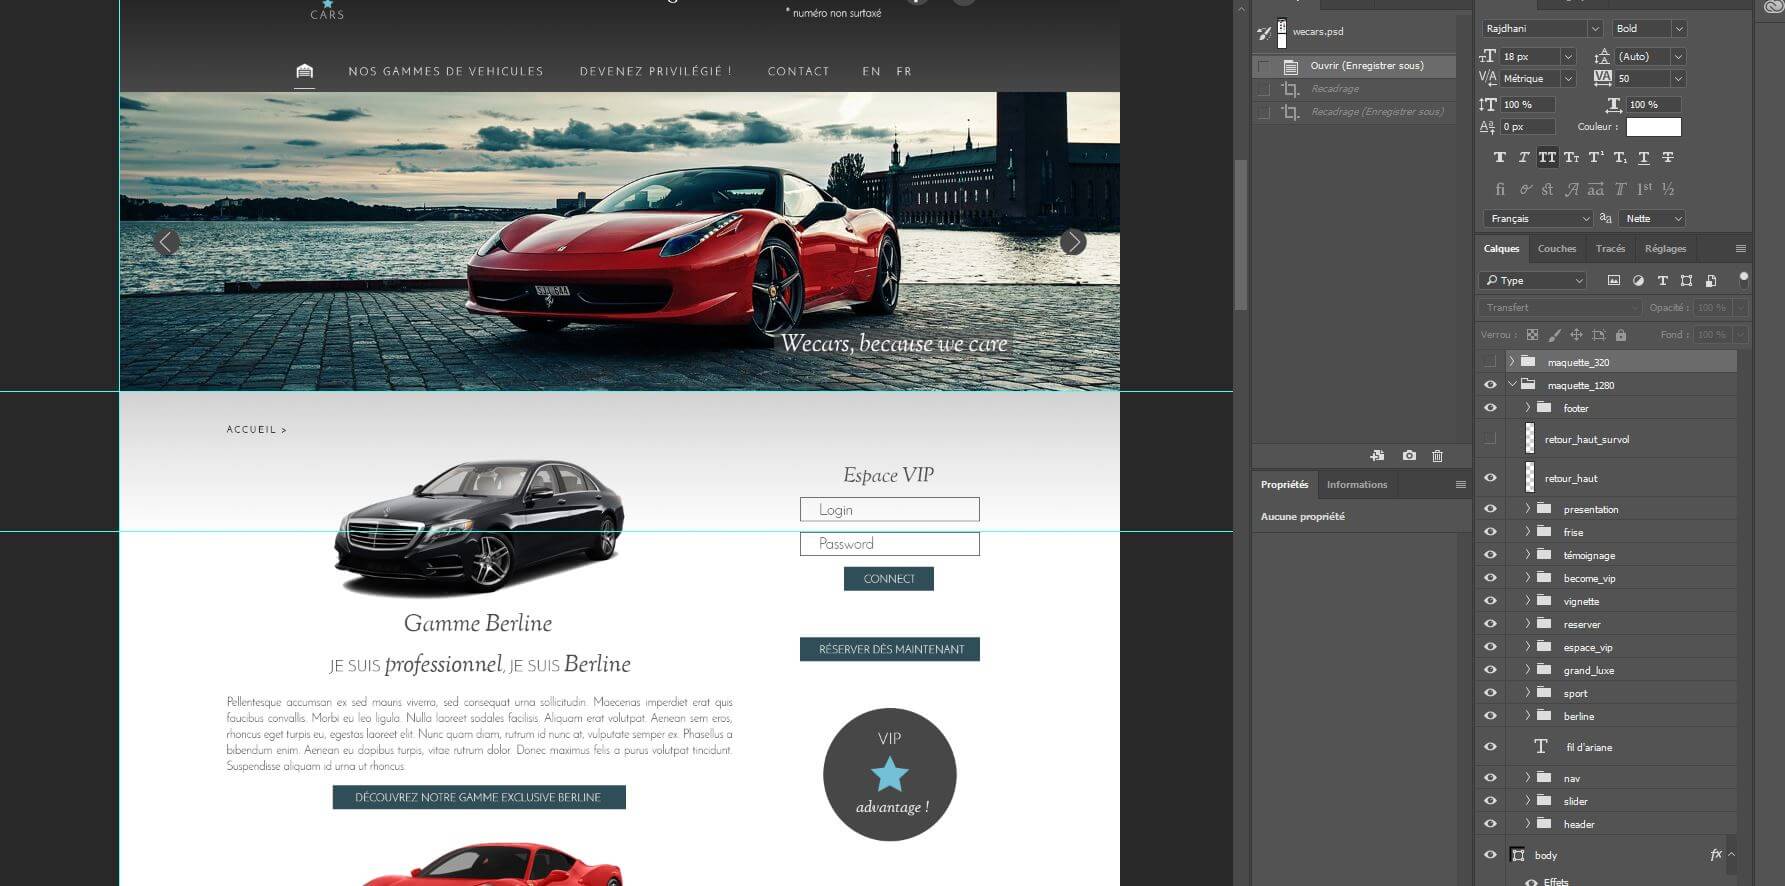 CARS
* numéro non surtaxé
NOS GAMMES DE VEHICULES
DEVENEZ PRIVILÉGIÉ !
CONTACT
EN FR
Wecars, because we care
ACCUEIL >
Gamme Berline
JE SUIS professionnel, JE SUIS Berline
Pellentesque accumsan ex sed mauris viverra, sed consequat urna sollicitudin. Maecenas imperdiet erat quis
faucibus convallis. Morbi eu leo ligula. Nulla laoreet sodales facilisis. Aliquam erat volutpat. Aenean sem eros,
rhoncus eget turpis eu, egestas laoreet elit. Nunc quam diam, rutrum id nunc at, vulputate semper ex. Phasellus a
bibendum enim. Aenean eu dapibus turpis, vitae rutrum dolor. Donec maximus felis a purus volutpat tincidunt.
Suspendisse aliquam id urna ut rhoncus.
DÉCOUVREZ NOTRE GAMME EXCLUSIVE BERLINE
Espace VIP
Login
Password
CONNECT
RÉSERVER DÈS MAINTENANT
VIP
advantage !
wecars.psd
Ouvrir (Enregistrer sous)
Recadrage
Recadrage (Enregistrer sous)
Propriétés
Informations
Aucune propriété
Rajdhani
Bold
18 px
(Auto)
Métrique
50
100 %
100 %
0 px
Couleur :
Français
Nette
Calques
Couches
Tracés
Réglages
Type
Transfert
Opacité : 100 %
Verrou :
Fond : 100 %
maquette_320
maquette_1280
footer
retour_haut_survol
retour_haut
presentation
frise
témoignage
become_vip
vignette
reserver
espace_vip
grand_luxe
sport
berline
fil d'ariane
nav
slider
header
body
fx
Effets